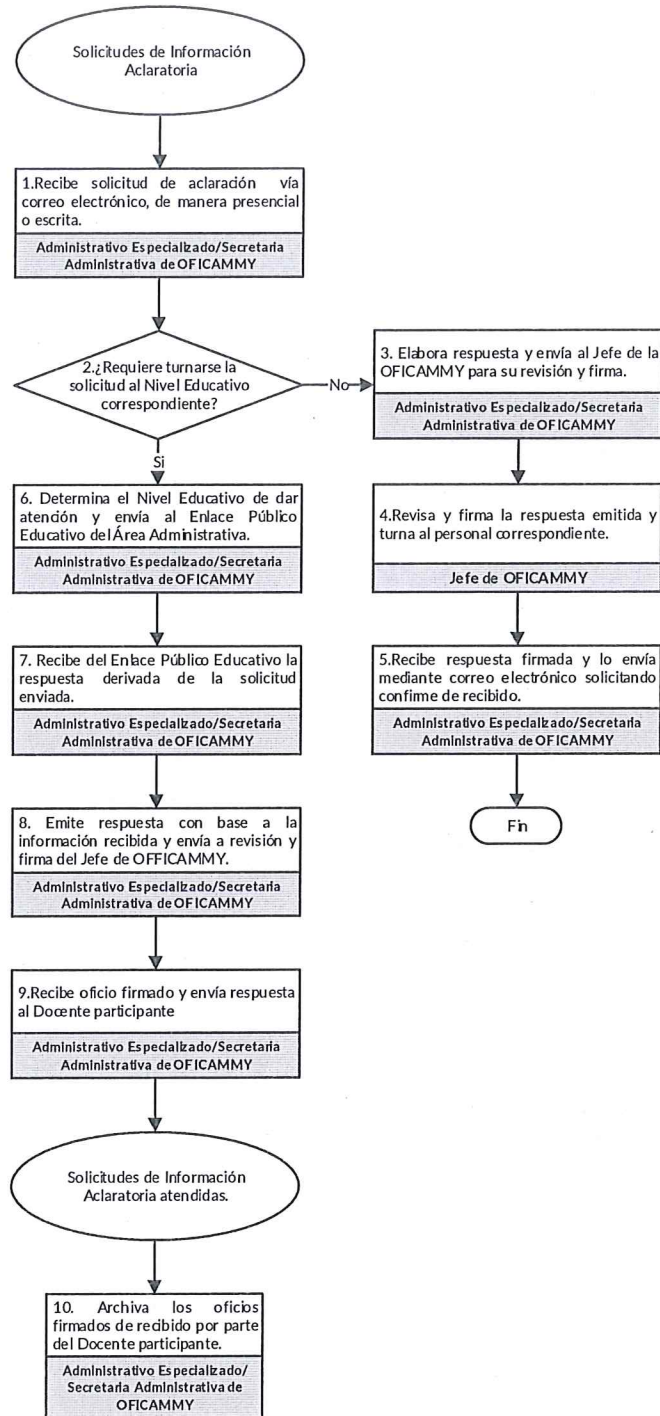 Solicitudes de Información
Aclaratoria
1.Recibe solicitud de aclaración vía
correo electrónico, de manera presencial
o escrita.
Administrativo Especializado/Secretaria
Administrativa de OFICAMMY
2.¿Requiere turnarse la
solicitud al Nivel Educativo
correspondiente?
No
3. Elabora respuesta y envía al Jefe de la
OFICAMMY para su revisión y firma.
Administrativo Especializado/Secretaria
Administrativa de OFICAMMY
4.Revisa y firma la respuesta emitida y
turna al personal correspondiente.
Jefe de OFICAMMY
5.Recibe respuesta firmada y lo envía
mediante correo electrónico solicitando
confirme de recibido.
Administrativo Especializado/Secretaria
Administrativa de OFICAMMY
Fin
Si
6. Determina el Nivel Educativo de dar
atención y envía al Enlace Público
Educativo del Área Administrativa.
Administrativo Especializado/Secretaria
Administrativa de OFICAMMY
7. Recibe del Enlace Público Educativo la
respuesta derivada de la solicitud
enviada.
Administrativo Especializado/Secretaria
Administrativa de OFICAMMY
8. Emite respuesta con base a la
información recibida y envía a revisión y
firma del Jefe de OFFICAMMY.
Administrativo Especializado/Secretaria
Administrativa de OFICAMMY
9.Recibe oficio firmado y envía respuesta
al Docente participante
Administrativo Especializado/Secretaria
Administrativa de OFICAMMY
Solicitudes de Información
Aclaratoria atendidas.
10. Archiva los oficios
firmados de recibido por parte
del Docente participante.
Administrativo Especializado/
Secretaria Administrativa de
OFICAMMY